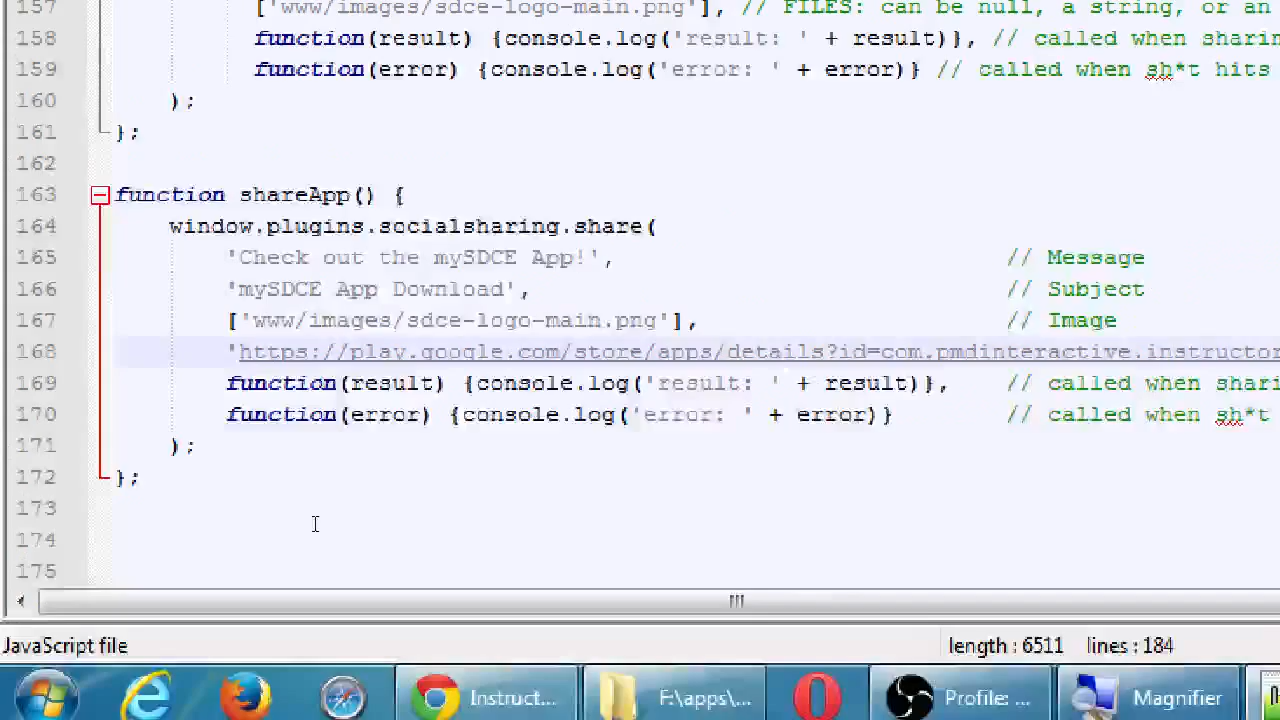 157 ['www/images/sdce-logo-main.png'], // FILES: can be null, a string, or an
158 function(result) {console.log('result: ' + result)}, // called when sharin
159 function(error) {console.log('error: ' + error)} // called when sh*t hits
160 );
161 };
162
163 function shareApp() {
164 window.plugins.socialsharing.share(
165 'Check out the mySDCE App!', // Message
166 'mySDCE App Download', // Subject
167 ['www/images/sdce-logo-main.png'], // Image
168 'https://play.google.com/store/apps/details?id=com.pmdinteractive.instructor
169 function(result) {console.log('result: ' + result)}, // called when shari
170 function(error) {console.log('error: ' + error)} // called when sh*t
171 );
172 };
173
174
175
JavaScript file length : 6511 lines : 184
Instruct... F:\apps\... Profile: ... Magnifier